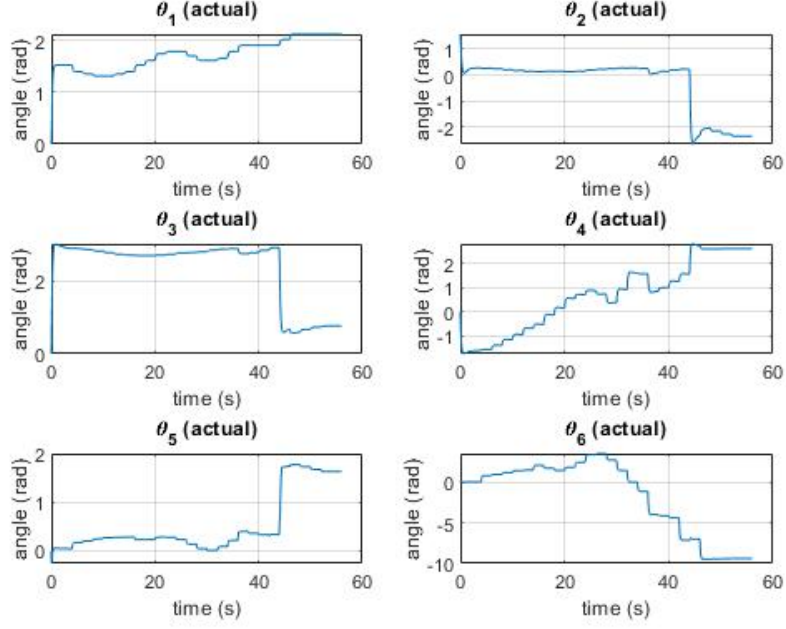 θ1 (actual)
2
1
0
0 20 40 60
time (s)
angle (rad)
θ2 (actual)
1
0
-1
-2
0 20 40 60
time (s)
angle (rad)
θ3 (actual)
2
0
0 20 40 60
time (s)
angle (rad)
θ4 (actual)
2
1
0
-1
0 20 40 60
time (s)
angle (rad)
θ5 (actual)
2
1
0
0 20 40 60
time (s)
angle (rad)
θ6 (actual)
0
-5
-10
0 20 40 60
time (s)
angle (rad)